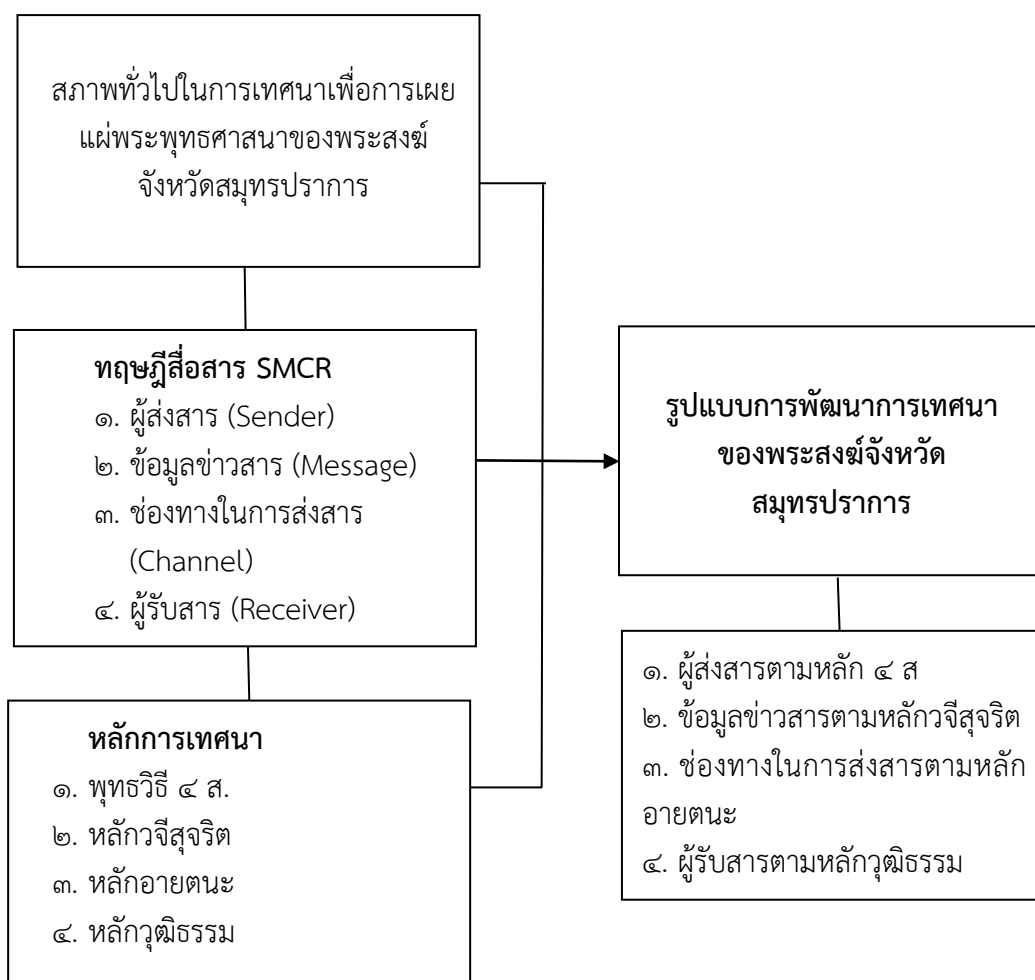 สภาพทั่วไปในการเทศนาเพื่อการเผย
แผ่พระพุทธศาสนาของพระสงฆ์
จังหวัดสมุทรปราการ
ทฤษฎีสื่อสาร SMCR
๑. ผู้ส่งสาร (Sender)
๒. ข้อมูลข่าวสาร (Message)
๓. ช่องทางในการส่งสาร
(Channel)
๔. ผู้รับสาร (Receiver)
หลักการเทศนา
๑. พุทธวิธี ๔ ส.
๒. หลักวจีสุจริต
๓. หลักอายตนะ
๔. หลักวุฒิธรรม
รูปแบบการพัฒนาการเทศนา
ของพระสงฆ์จังหวัด
สมุทรปราการ
๑. ผู้ส่งสารตามหลัก ๔ ส
๒. ข้อมูลข่าวสารตามหลักวจีสุจริต
๓. ช่องทางในการส่งสารตามหลัก
อายตนะ
๔. ผู้รับสารตามหลักวุฒิธรรม